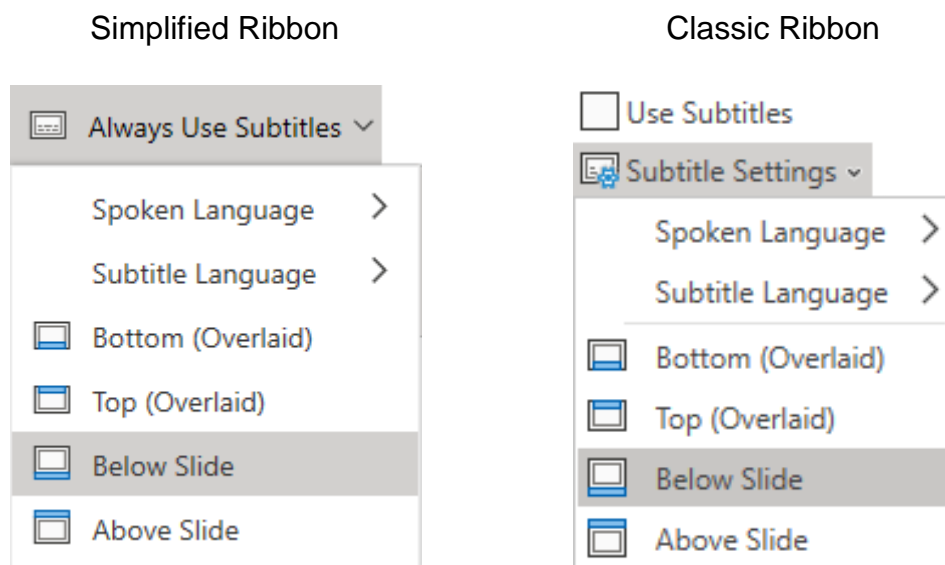 Simplified Ribbon
Always Use Subtitles
Spoken Language
Subtitle Language
Bottom (Overlaid)
Top (Overlaid)
Below Slide
Above Slide
Classic Ribbon
Use Subtitles
Subtitle Settings
Spoken Language
Subtitle Language
Bottom (Overlaid)
Top (Overlaid)
Below Slide
Above Slide